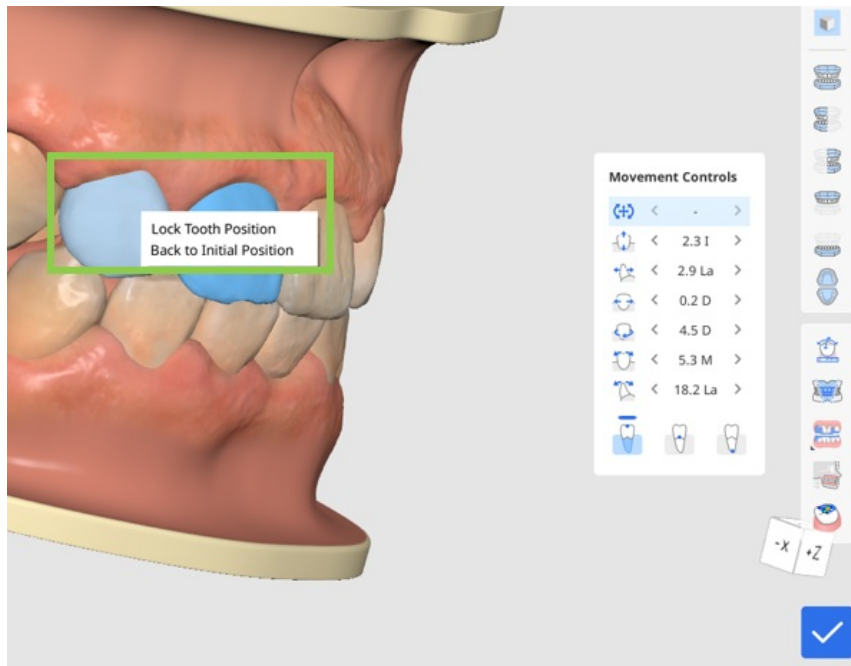 Lock Tooth Position
Back to Initial Position
Movement Controls
-
2.3 I
2.9 La
0.2 D
4.5 D
5.3 M
18.2 La
-X
+Z